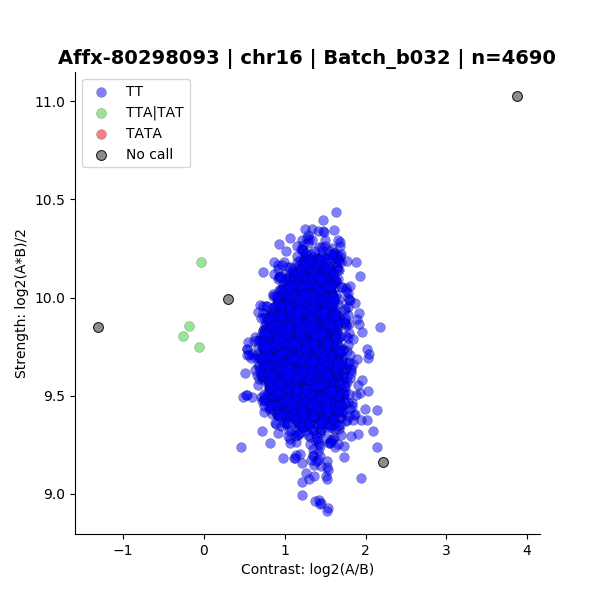 Affx-80298093 | chr16 | Batch_b032 | n=4690
TT
TTA|TAT
TATA
No call
11.0
10.5
10.0
9.5
9.0
Strength: log2(A*B)/2
−1
0
1
2
3
4
Contrast: log2(A/B)